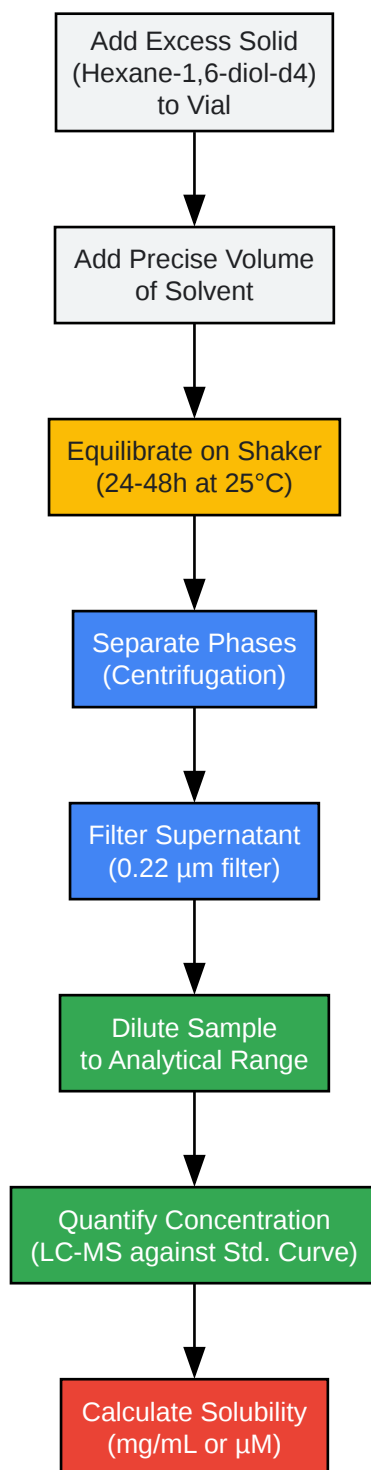 Add Excess Solid
(Hexane-1,6-diol-d4)
to Vial
Add Precise Volume
of Solvent
Equilibrate on Shaker
(24-48h at 25°C)
Separate Phases
(Centrifugation)
Filter Supernatant
(0.22 µm filter)
Dilute Sample
to Analytical Range
Quantify Concentration
(LC-MS against Std. Curve)
Calculate Solubility
(mg/mL or µM)